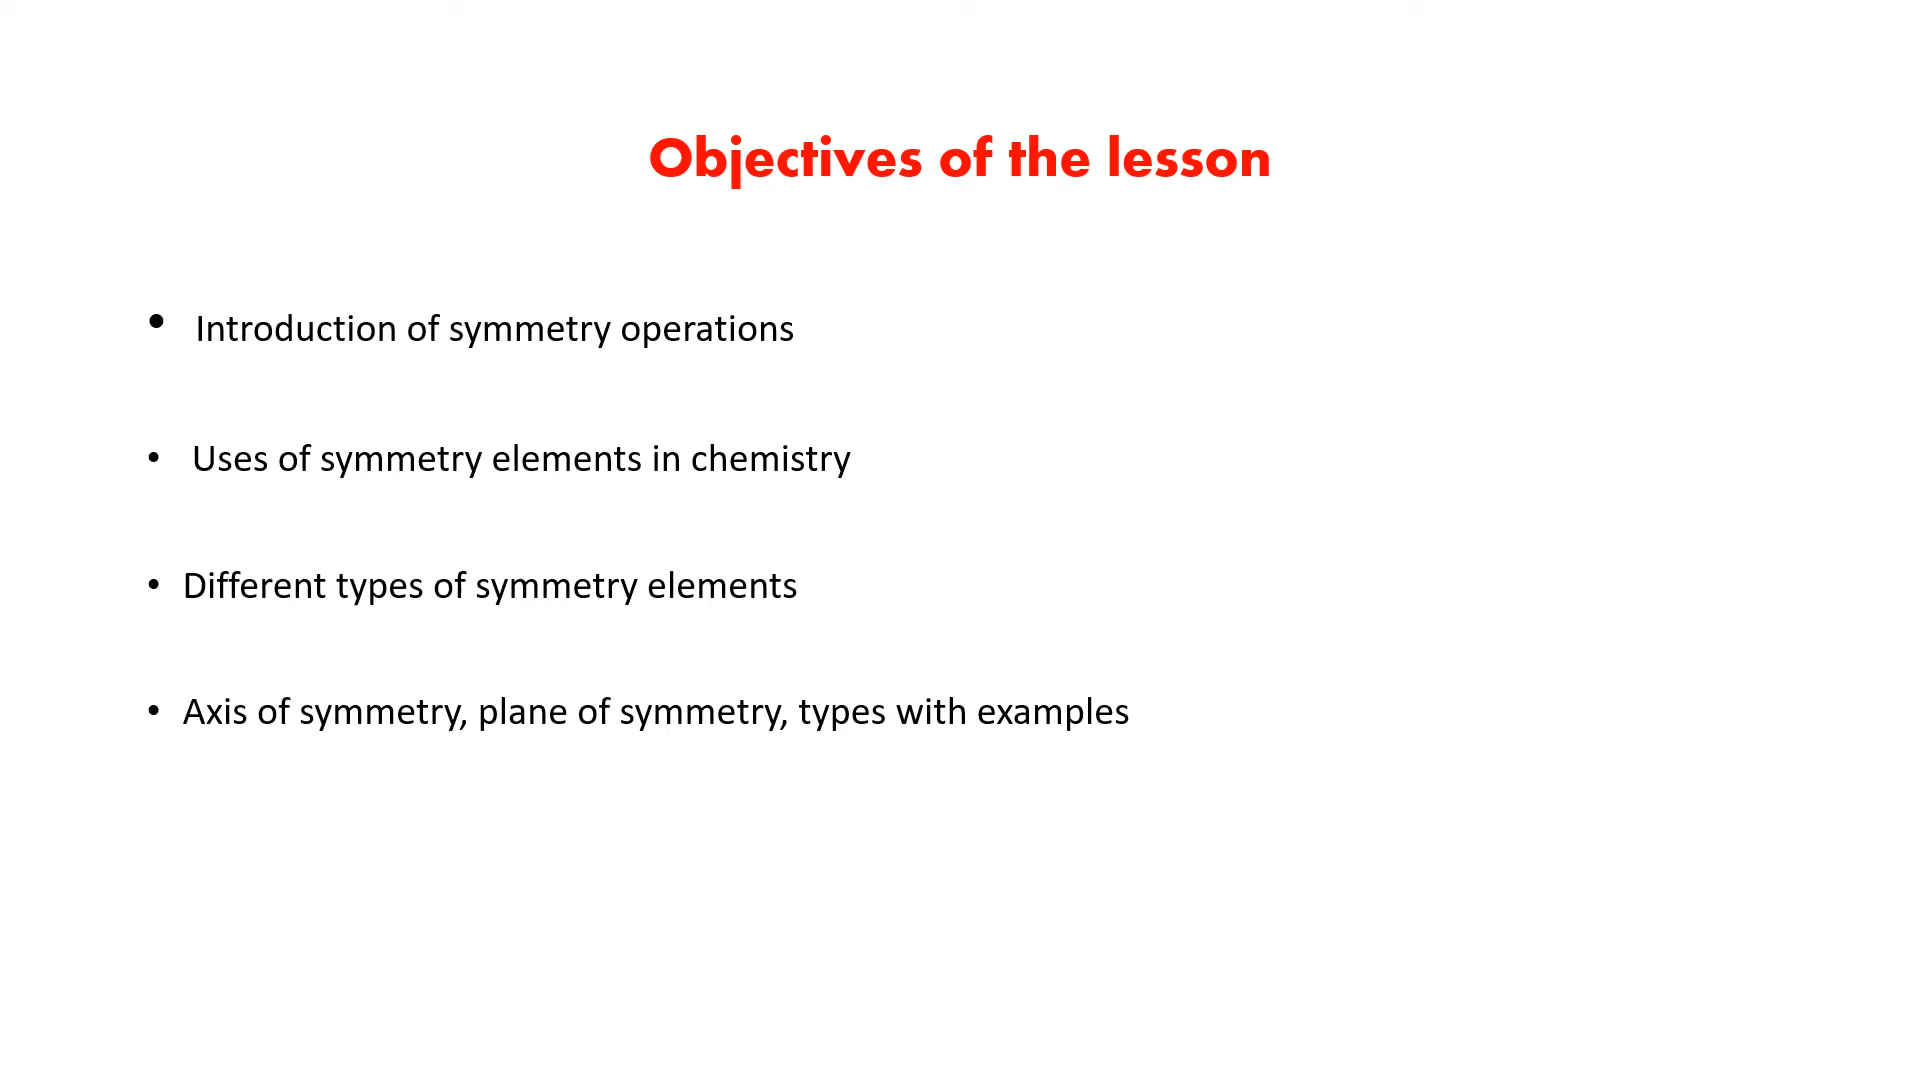 Objectives of the lesson
• Introduction of symmetry operations
• Uses of symmetry elements in chemistry
• Different types of symmetry elements
• Axis of symmetry, plane of symmetry, types with examples